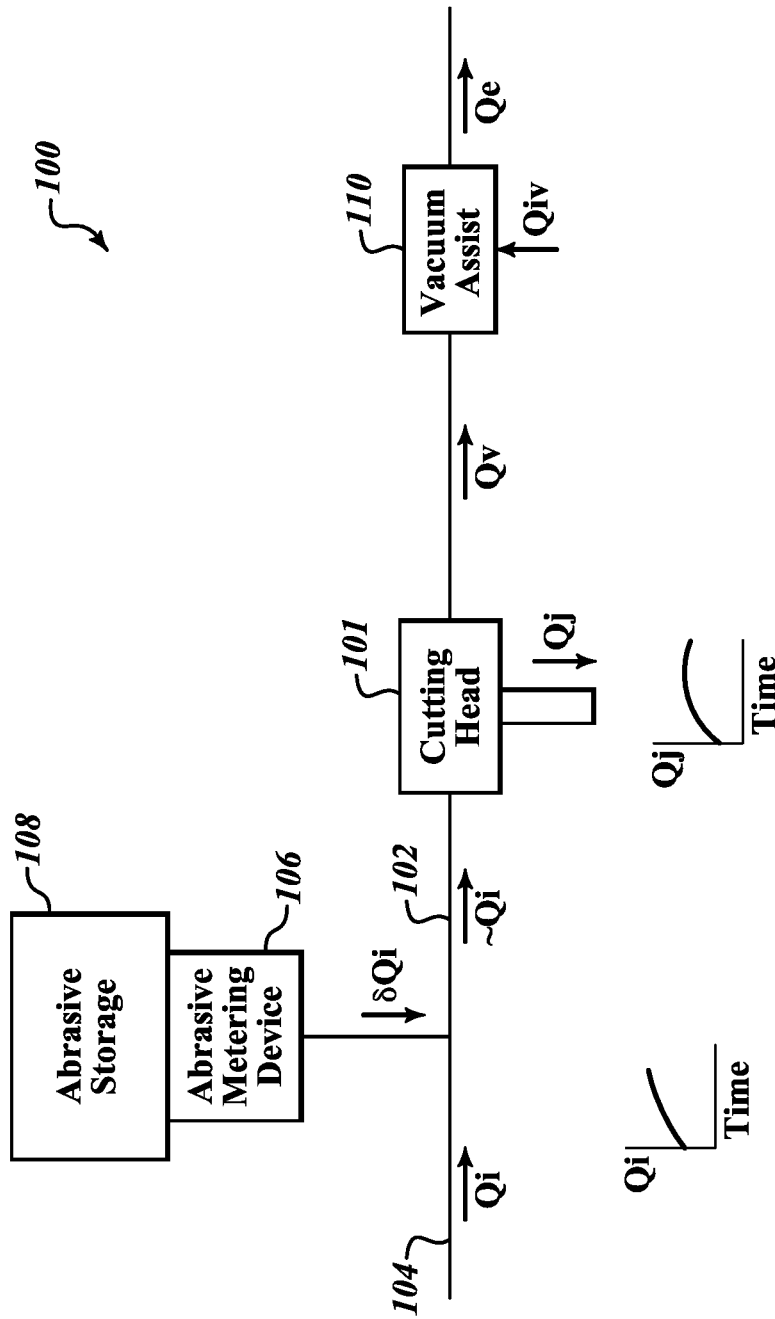 100
108
Abrasive
Storage
106
Abrasive
Metering
Device
δQi
104
Qi
102
~Qi
101
Cutting
Head
Qj
Qv
110
Vacuum
Assist
Qiv
Qe
Qi
Time
Qj
Time